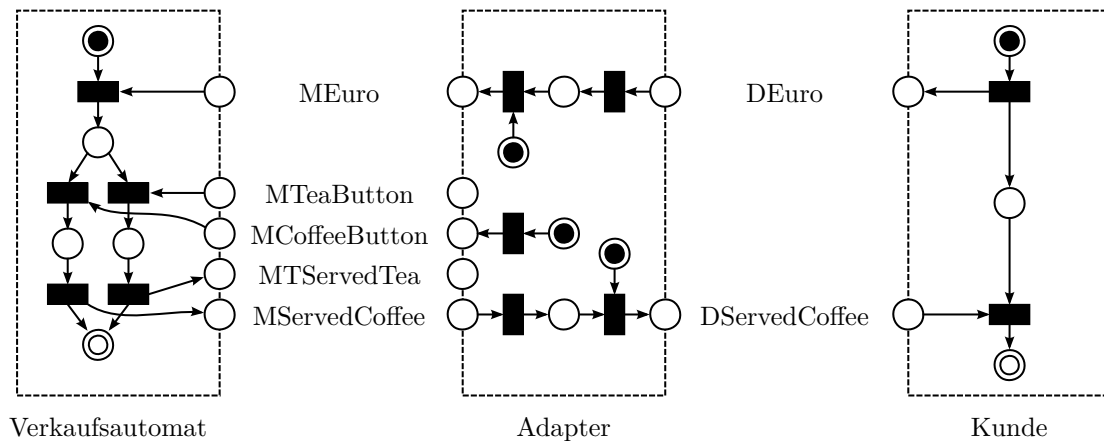 MEuro
DEuro
MTeaButton
MCoffeeButton
MTServedTea
MServedCoffee
DServedCoffee
Verkaufsautomat
Adapter
Kunde